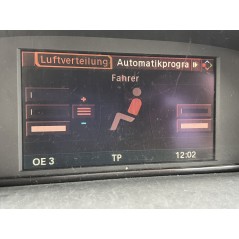 Luftverteilung Automatikprogra
Fahrer
OE 3 TP 12:02